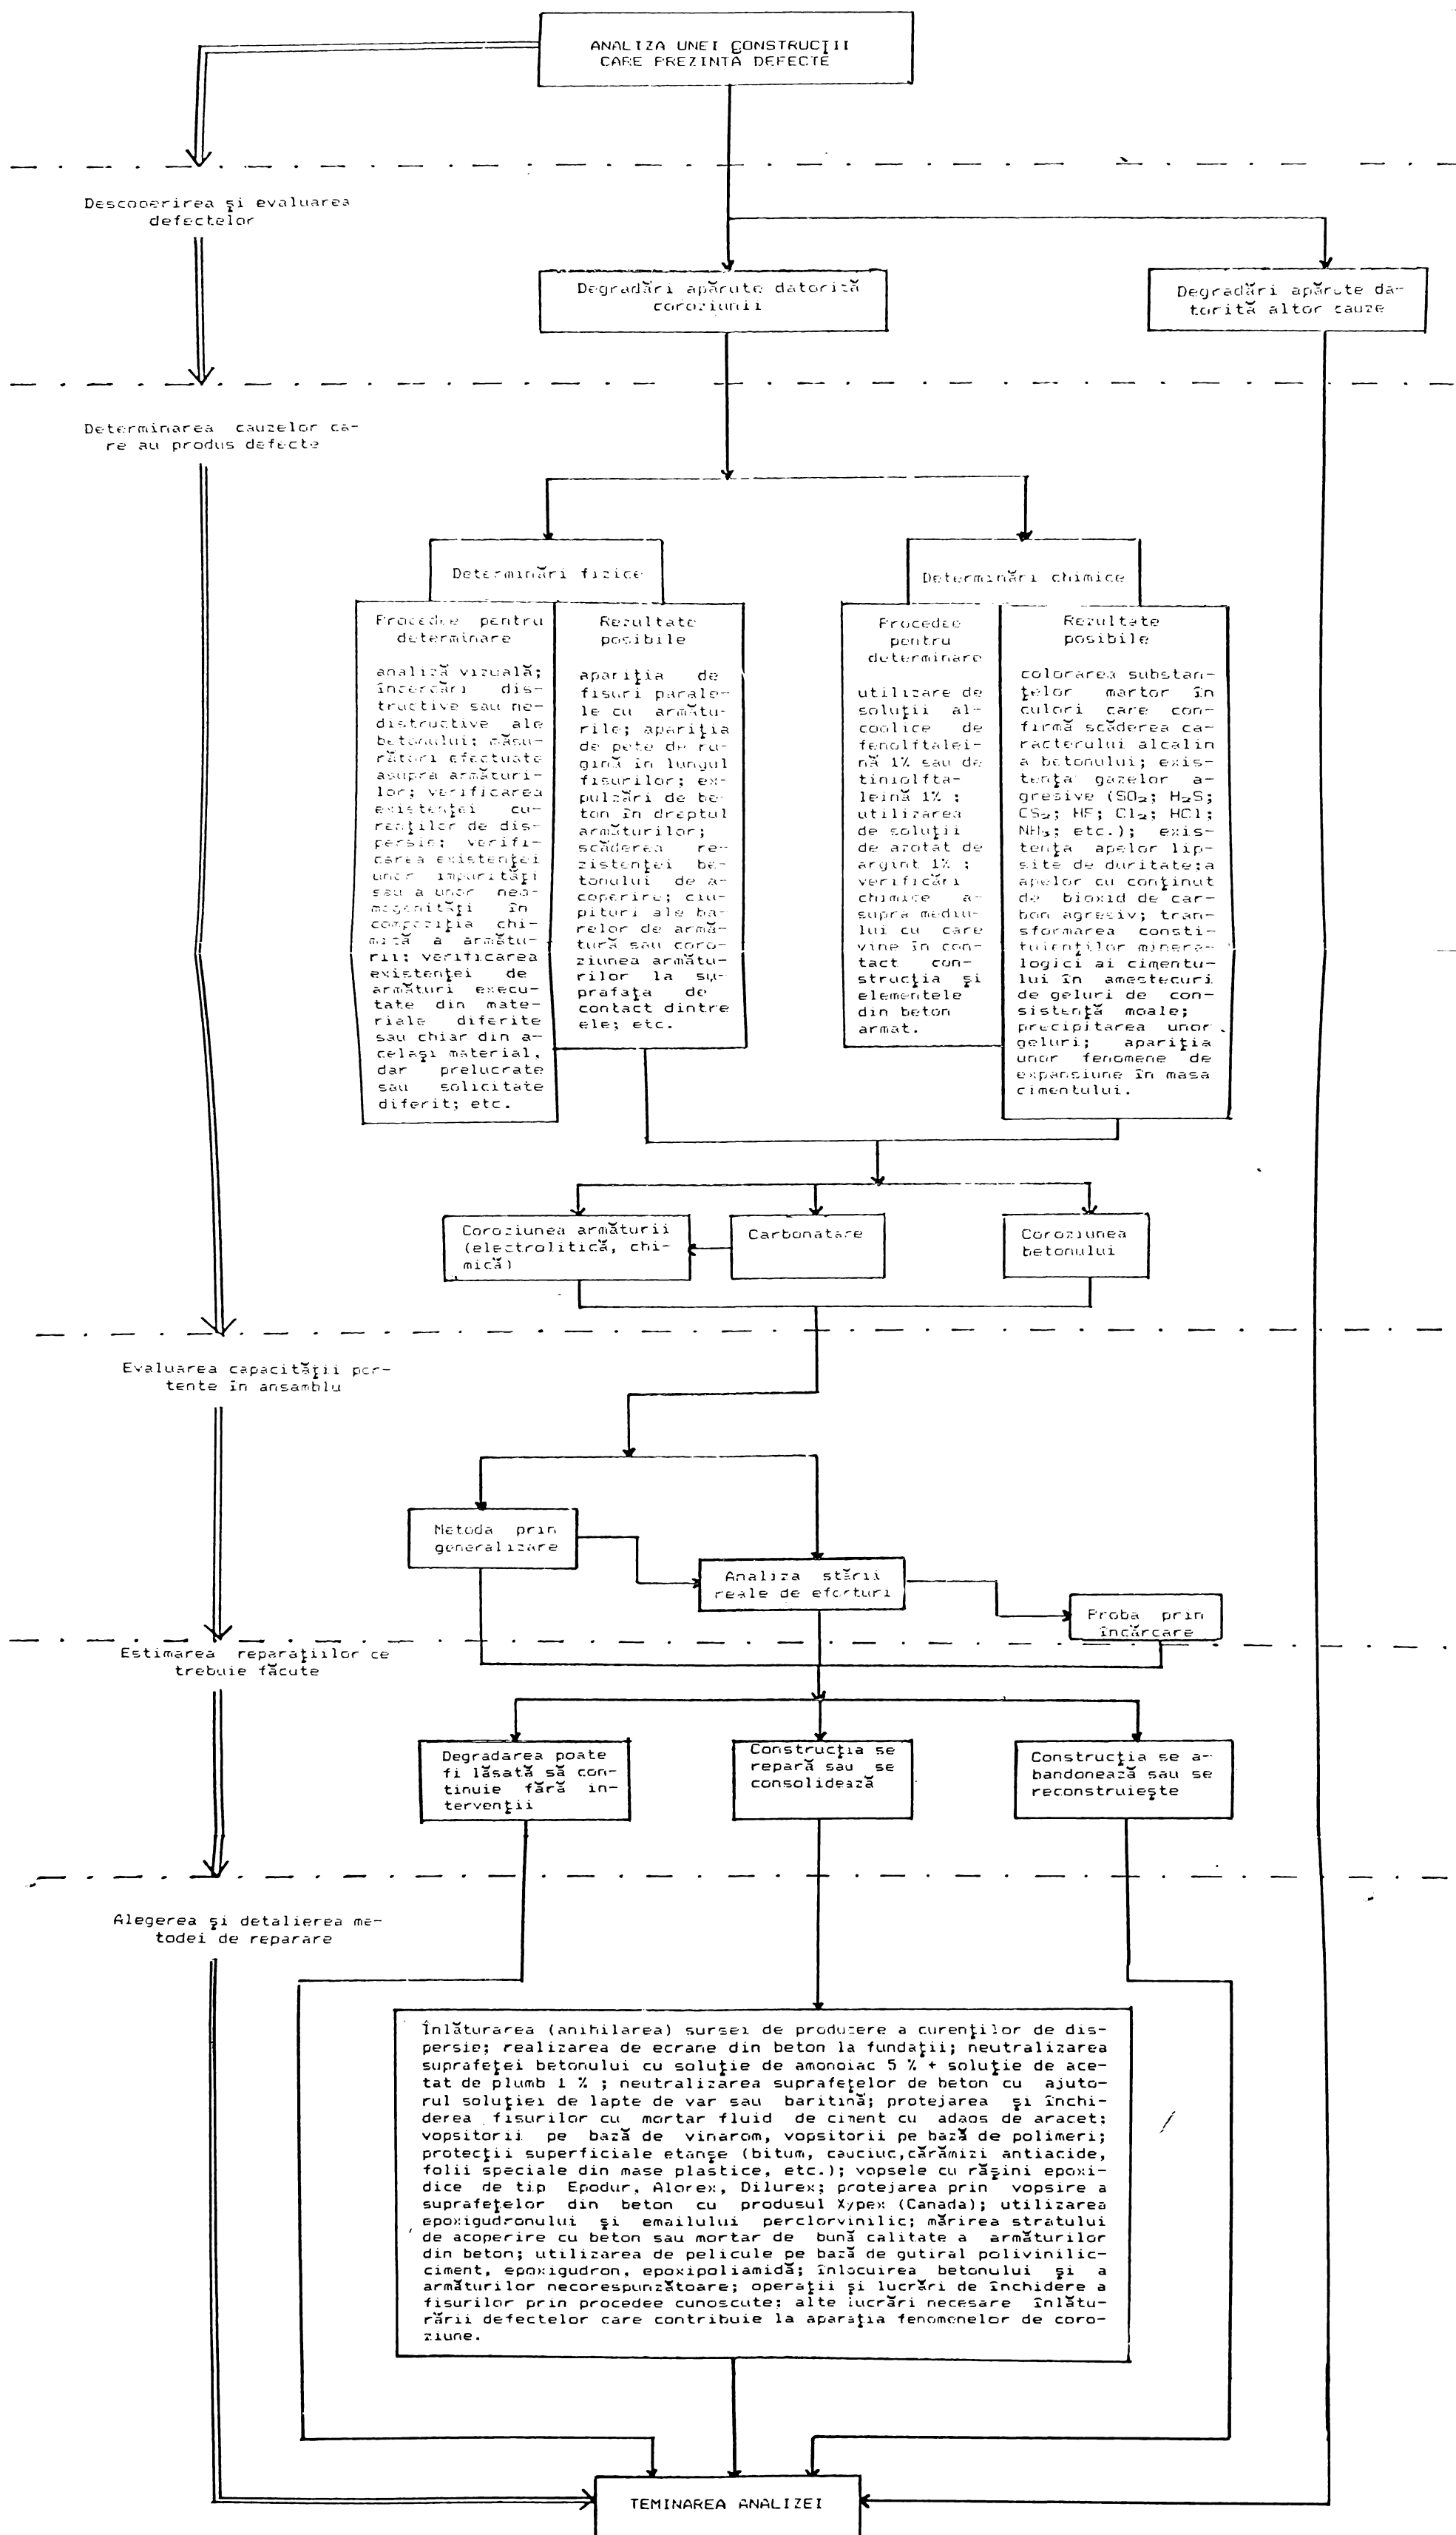 ANALIZA UNEI CONSTRUCŢII
CARE PREZINTĂ DEFECTE
Descoperirea şi evaluarea
defectelor
Degradări apărute datorită
coroziunii
Degradări apărute da-
torită altor cauze
Determinarea cauzelor ca-
re au produs defecte
Determinări fizice
Procedee pentru
determinare
analiză vizuală;
încercări dis-
tructive sau ne-
distructive ale
betonului; măsu-
rători efectuate
asupra armături-
lor; verificarea
existenţei cu-
renţilor de dis-
persie; verifi-
carea existenţei
unor impurităţi
sau a unor neo-
mogenităţi în
compoziţia chi-
mică a armătu-
rii; verificarea
existenţei de
armături execu-
tate din mate-
riale diferite
sau chiar din a-
celaşi material,
dar prelucrate
sau solicitate
diferit; etc.
Rezultate
posibile
apariţia de
fisuri parale-
le cu armătu-
rile; apariţia
de pete de ru-
gină în lungul
fisurilor; ex-
pulzări de be-
ton în dreptul
armăturilor;
scăderea re-
zistenţei be-
tonului de a-
coperire; ciu-
pituri ale ba-
relor de armă-
tură sau coro-
ziunea armătu-
rilor la su-
prafaţa de
contact dintre
ele; etc.
Determinări chimice
Procedee
pentru
determinare
utilizare de
soluţii al-
coolice de
fenolftalei-
nă 1% sau de
timolfta-
leină 1% ;
utilizarea
de soluţii
de azotat de
argint 1% ;
verificări
chimice a-
supra mediu-
lui cu care
vine în con-
tact con-
strucţia şi
elementele
din beton
armat.
Rezultate
posibile
colorarea substan-
ţelor martor în
culori care con-
firmă scăderea ca-
racterului alcalin
a betonului; exis-
tenţa gazelor a-
gresive (SO₂; H₂S;
CS₂; HF; Cl₂; HCl;
NH₃; etc.); exis-
tenţa apelor lip-
site de duritate;a
apelor cu conţinut
de bioxid de car-
bon agresiv; tran-
sformarea consti-
tuienţilor minera-
logici ai cimentu-
lui în amestecuri
de geluri de con-
sistenţă moale;
precipitarea unor
geluri; apariţia
unor fenomene de
expansiune în masa
cimentului.
Coroziunea armăturii
(electrolitică, chi-
mică)
Carbonatare
Coroziunea
betonului
Evaluarea capacităţii por-
tente în ansamblu
Metoda prin
generalizare
Analiza stării
reale de eforturi
Proba prin
încărcare
Estimarea reparaţiilor ce
trebuie făcute
Degradarea poate
fi lăsată să con-
tinuie fără in-
tervenţii
Construcţia se
repară sau se
consolidează
Construcţia se a-
bandonează sau se
reconstruieşte
Alegerea şi detalierea me-
todei de reparare
Înlăturarea (anihilarea) sursei de producere a curenţilor de dis-
persie; realizarea de ecrane din beton la fundaţii; neutralizarea
suprafeţei betonului cu soluţie de amoniac 5 % + soluţie de ace-
tat de plumb 1 % ; neutralizarea suprafeţelor de beton cu ajuto-
rul soluţiei de lapte de var sau baritină; protejarea şi închi-
derea fisurilor cu mortar fluid de ciment cu adaos de aracet;
vopsitorii pe bază de vinarom, vopsitorii pe bază de polimeri;
protecţii superficiale etanşe (bitum, cauciuc,cărămizi antiacide,
folii speciale din mase plastice, etc.); vopsele cu răşini epoxi-
dice de tip Epodur, Alorex, Dilurex; protejarea prin vopsire a
suprafeţelor din beton cu produsul Xypex (Canada); utilizarea
epoxigudronului şi emailului perclorvinilic; mărirea stratului
de acoperire cu beton sau mortar de bună calitate a armăturilor
din beton; utilizarea de pelicule pe bază de gutiral polivinilic-
ciment, epoxigudron, epoxipoliamidă; înlocuirea betonului şi a
armăturilor necorespunzătoare; operaţii şi lucrări de închidere a
fisurilor prin procedee cunoscute; alte lucrări necesare înlătu-
rării defectelor care contribuie la aparaţia fenomenelor de coro-
ziune.
TEMINAREA ANALIZEI